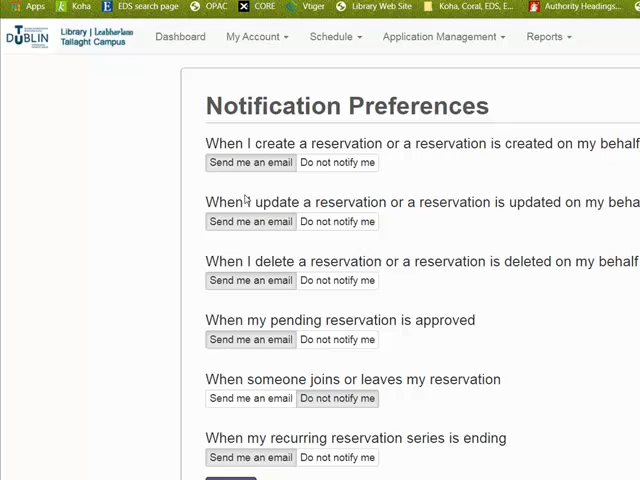 Apps Koha EDS search page OPAC CORE Vtiger Library Web Site Koha, Coral, EDS, E... Authority Headings...
TU DUBLIN Library | Leabharlann Dashboard My Account Schedule Application Management Reports
Tallaght Campus
Notification Preferences
When I create a reservation or a reservation is created on my behalf
Send me an email Do not notify me
When I update a reservation or a reservation is updated on my beha
Send me an email Do not notify me
When I delete a reservation or a reservation is deleted on my behalf
Send me an email Do not notify me
When my pending reservation is approved
Send me an email Do not notify me
When someone joins or leaves my reservation
Send me an email Do not notify me
When my recurring reservation series is ending
Send me an email Do not notify me